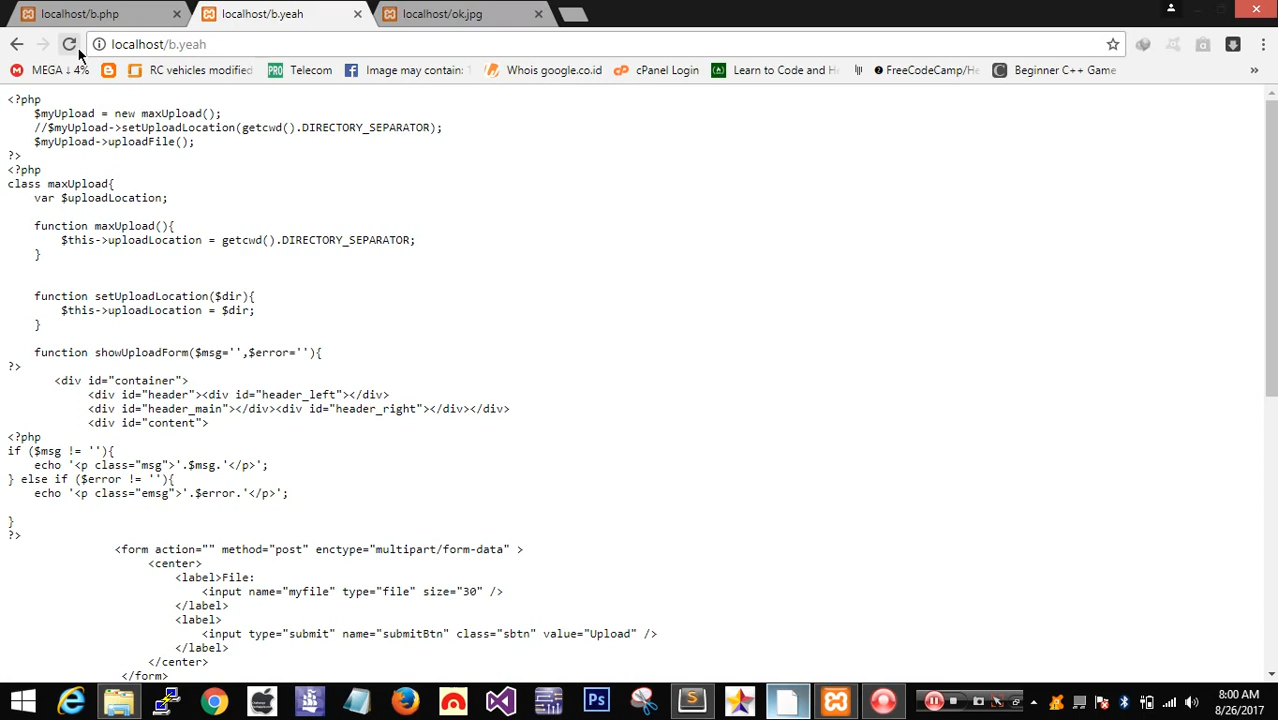 localhost/b.php
localhost/b.yeah
localhost/ok.jpg
localhost/b.yeah
MEGA ↓ 4%
RC vehicles modified
Telecom
Image may contain:
Whois google.co.id
cPanel Login
Learn to Code and H
FreeCodeCamp/He
Beginner C++ Game
»
<?php
    $myUpload = new maxUpload();
    //$myUpload->setUploadLocation(getcwd().DIRECTORY_SEPARATOR);
    $myUpload->uploadFile();
?>
<?php
class maxUpload{
    var $uploadLocation;
    function maxUpload(){
        $this->uploadLocation = getcwd().DIRECTORY_SEPARATOR;
    }
    function setUploadLocation($dir){
        $this->uploadLocation = $dir;
    }
    function showUploadForm($msg='',$error=''){
?>
       <div id="container">
            <div id="header"><div id="header_left"></div>
            <div id="header_main"></div><div id="header_right"></div></div>
            <div id="content">
<?php
if ($msg != ''){
    echo '<p class="msg">'.$msg.'</p>';
} else if ($error != ''){
    echo '<p class="emsg">'.$error.'</p>';
}
?>
                <form action="" method="post" enctype="multipart/form-data" >
                     <center>
                         <label>File:
                             <input name="myfile" type="file" size="30" />
                         </label>
                         <label>
                             <input type="submit" name="submitBtn" class="sbtn" value="Upload" />
                         </label>
                     </center>
                 </form>
8:00 AM
8/26/2017